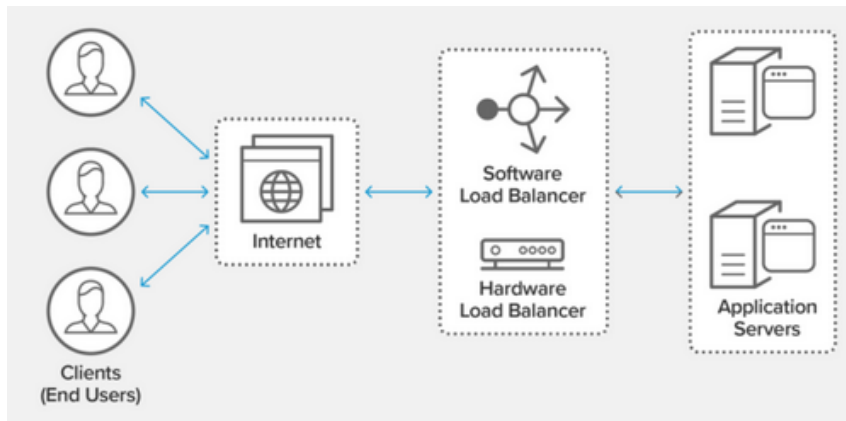 Clients
(End Users)
Internet
Software
Load Balancer
Hardware
Load Balancer
Application
Servers